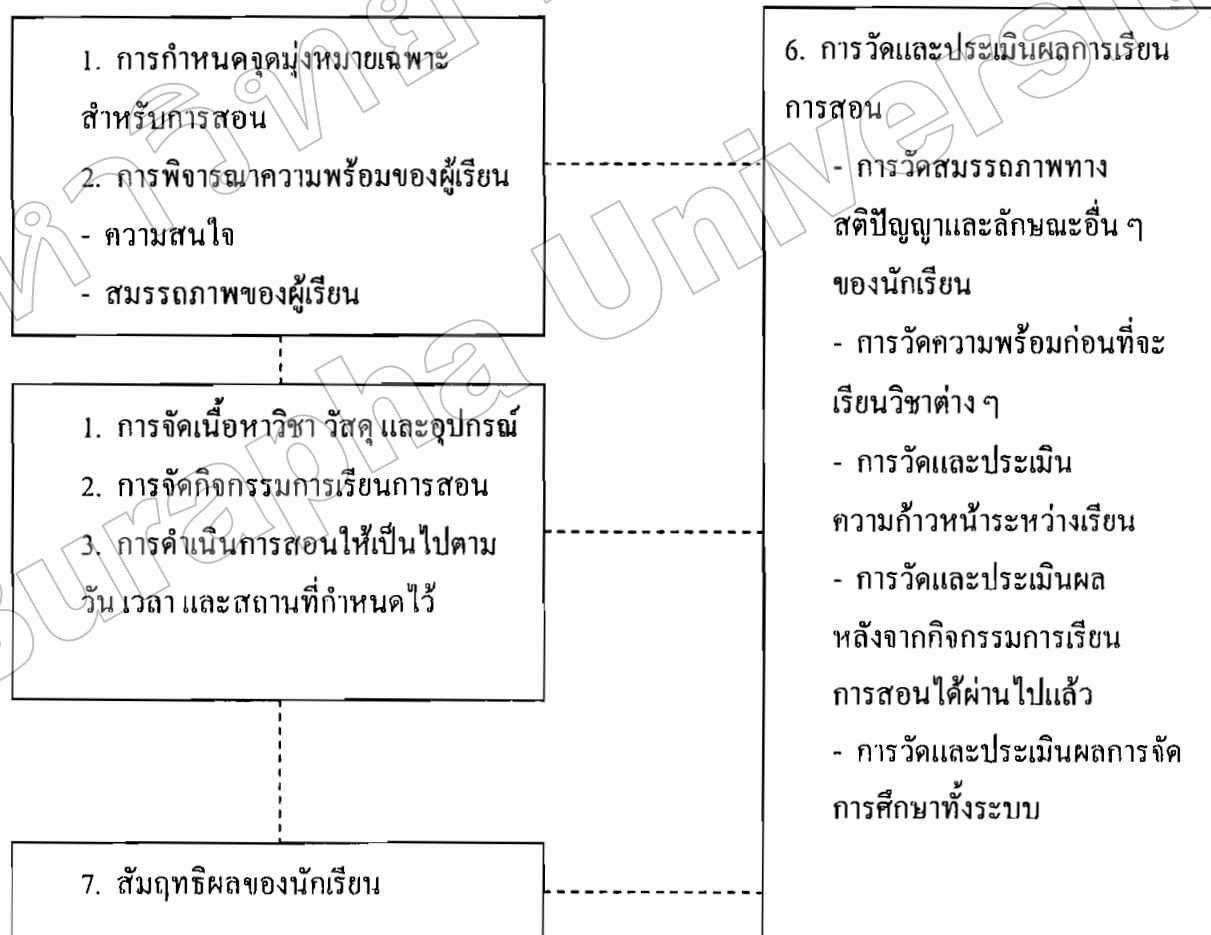 1. การกำหนดจุดมุ่งหมายเฉพาะ
สำหรับการสอน
2. การพิจารณาความพร้อมของผู้เรียน
- ความสนใจ
- สมรรถภาพของผู้เรียน
1. การจัดเนื้อหาวิชา วัสดุ และอุปกรณ์
2. การจัดกิจกรรมการเรียนการสอน
3. การดำเนินการสอนให้เป็นไปตาม
วัน เวลา และสถานที่กำหนดไว้
7. สัมฤทธิผลของนักเรียน
6. การวัดและประเมินผลการเรียน
การสอน
- การวัดสมรรถภาพทาง
สติปัญญาและลักษณะอื่น ๆ
ของนักเรียน
- การวัดความพร้อมก่อนที่จะ
เรียนวิชาต่าง ๆ
- การวัดและประเมิน
ความก้าวหน้าระหว่างเรียน
- การวัดและประเมินผล
หลังจากกิจกรรมการเรียน
การสอนได้ผ่านไปแล้ว
- การวัดและประเมินผลการจัด
การศึกษาทั้งระบบ
Burapha University